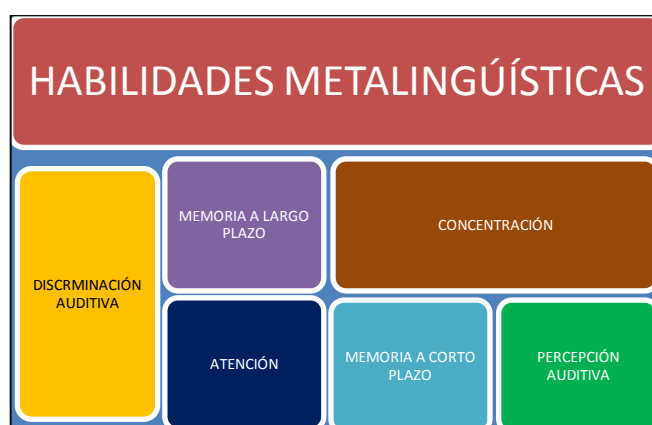 HABILIDADES METALINGÚÍSTICAS
MEMORIA A LARGO
PLAZO
CONCENTRACIÓN
DISCRMINACIÓN
AUDITIVA
ATENCIÓN
MEMORIA A CORTO
PLAZO
PERCEPCIÓN
AUDITIVA